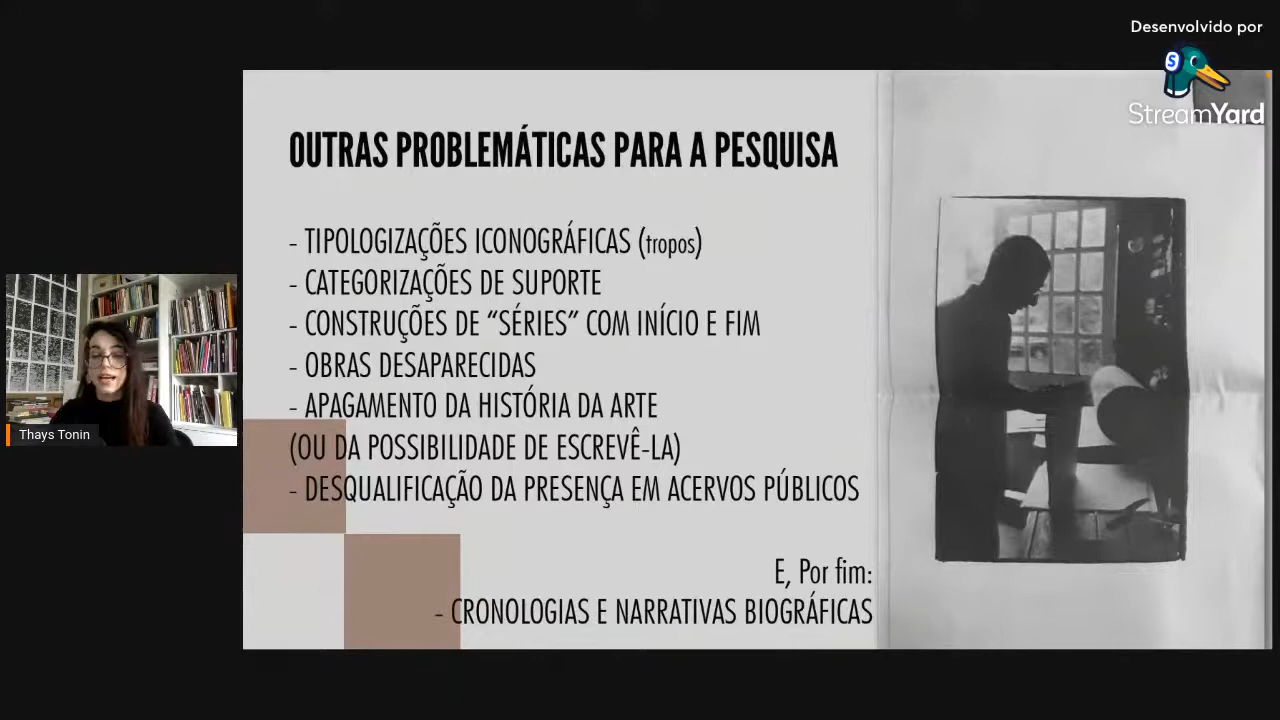 Desenvolvido por
StreamYard
OUTRAS PROBLEMÁTICAS PARA A PESQUISA
- TIPOLOGIZAÇÕES ICONOGRÁFICAS (tropos)
- CATEGORIZAÇÕES DE SUPORTE
- CONSTRUÇÕES DE “SÉRIES” COM INÍCIO E FIM
- OBRAS DESAPARECIDAS
- APAGAMENTO DA HISTÓRIA DA ARTE
(OU DA POSSIBILIDADE DE ESCREVÊ-LA)
- DESQUALIFICAÇÃO DA PRESENÇA EM ACERVOS PÚBLICOS
E, Por fim:
- CRONOLOGIAS E NARRATIVAS BIOGRÁFICAS
Thays Tonin